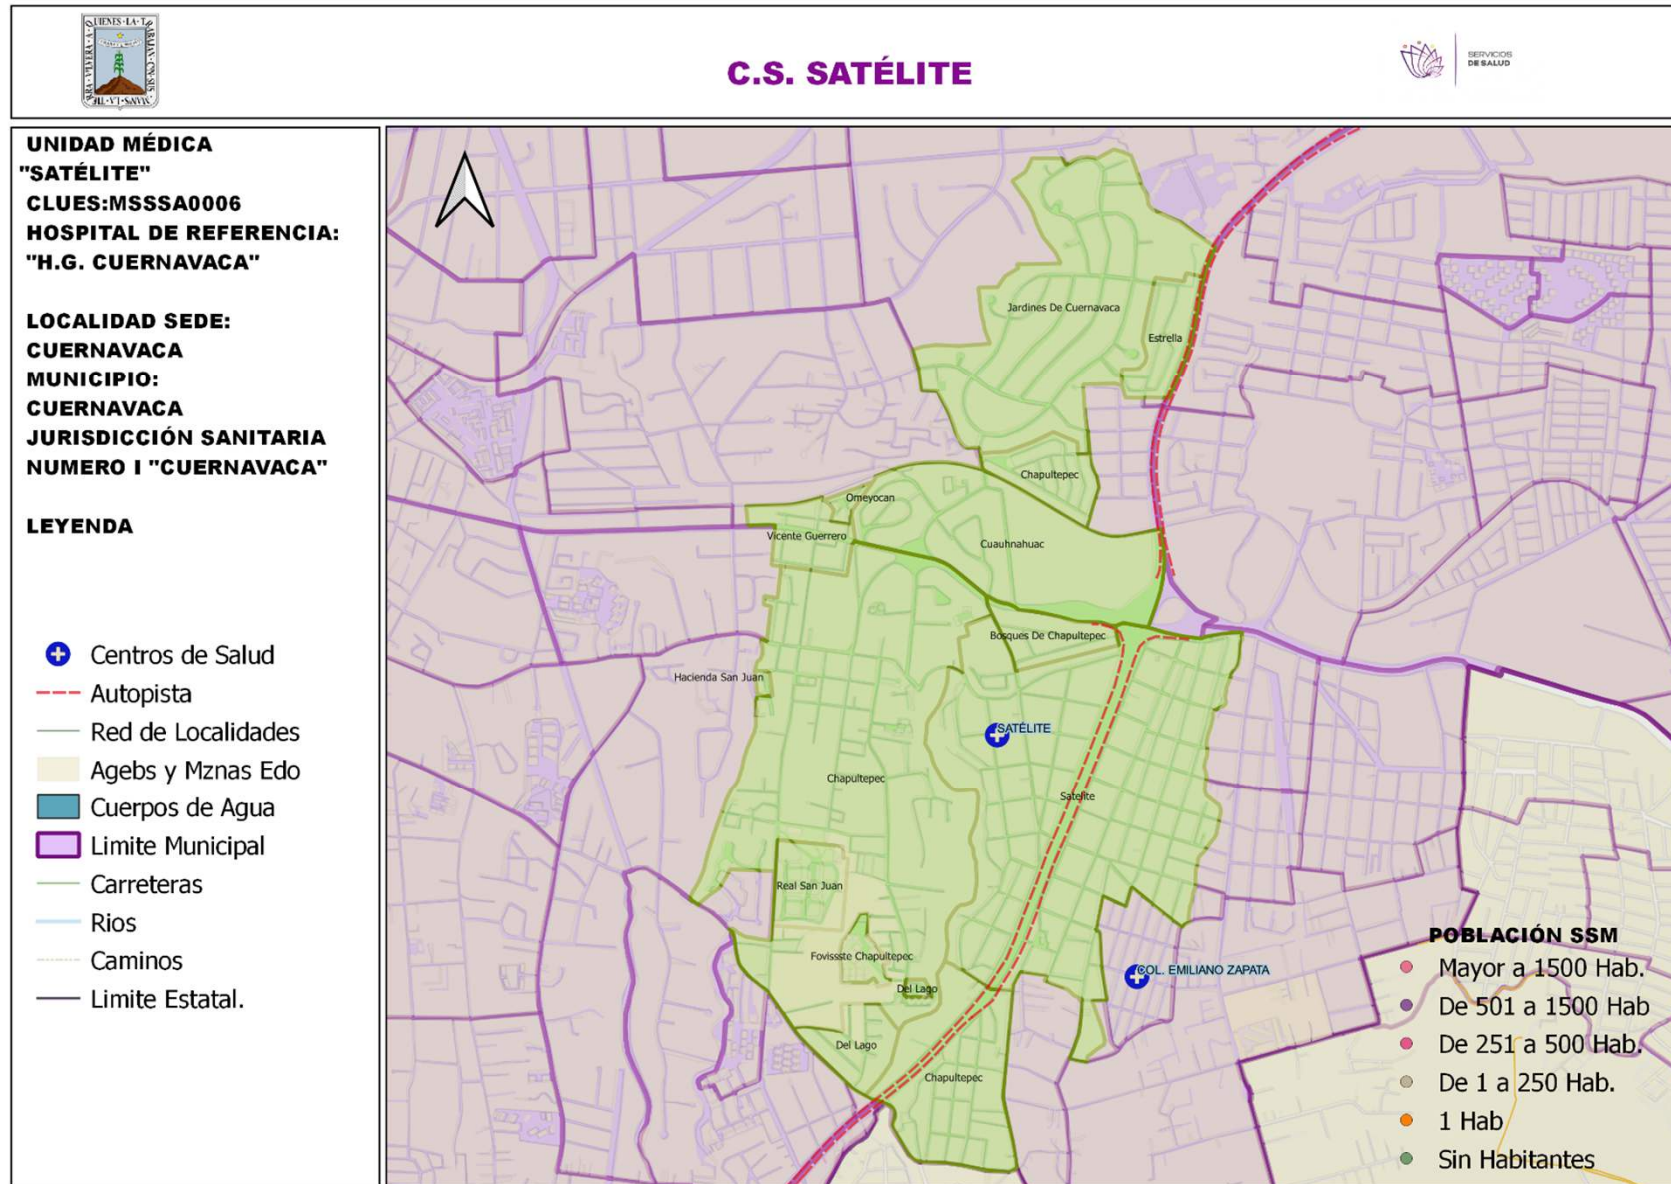 C.S. SATÉLITE
SERVICIOS
DE SALUD
UNIDAD MÉDICA
"SATÉLITE"
CLUES:MSSSA0006
HOSPITAL DE REFERENCIA:
"H.G. CUERNAVACA"
LOCALIDAD SEDE:
CUERNAVACA
MUNICIPIO:
CUERNAVACA
JURISDICCIÓN SANITARIA
NUMERO I "CUERNAVACA"
LEYENDA
Centros de Salud
Autopista
Red de Localidades
Agebs y Mznas Edo
Cuerpos de Agua
Limite Municipal
Carreteras
Rios
Caminos
Limite Estatal.
Jardines De Cuernavaca
Estrella
Chapultepec
Omeyocan
Vicente Guerrero
Cuauhnahuac
Bosques De Chapultepec
Hacienda San Juan
SATÉLITE
Chapultepec
Satelite
Real San Juan
Fovissste Chapultepec
COL. EMILIANO ZAPATA
Del Lago
Del Lago
Chapultepec
POBLACIÓN SSM
Mayor a 1500 Hab.
De 501 a 1500 Hab
De 251 a 500 Hab.
De 1 a 250 Hab.
1 Hab
Sin Habitantes